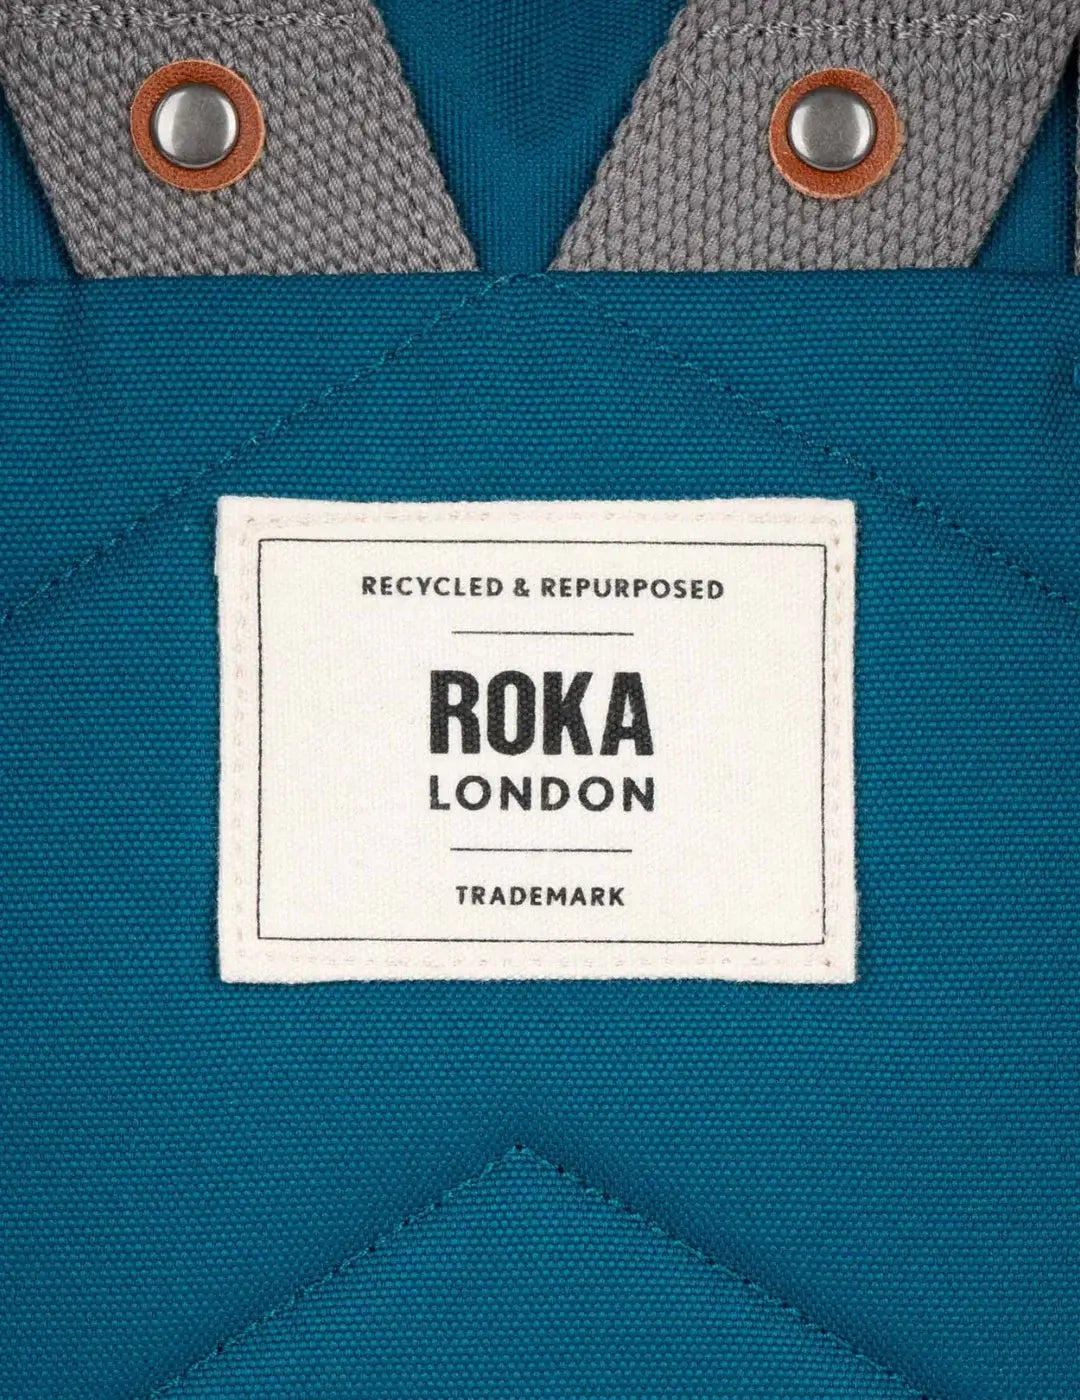 RECYCLED & REPURPOSED
ROKA
LONDON
TRADEMARK